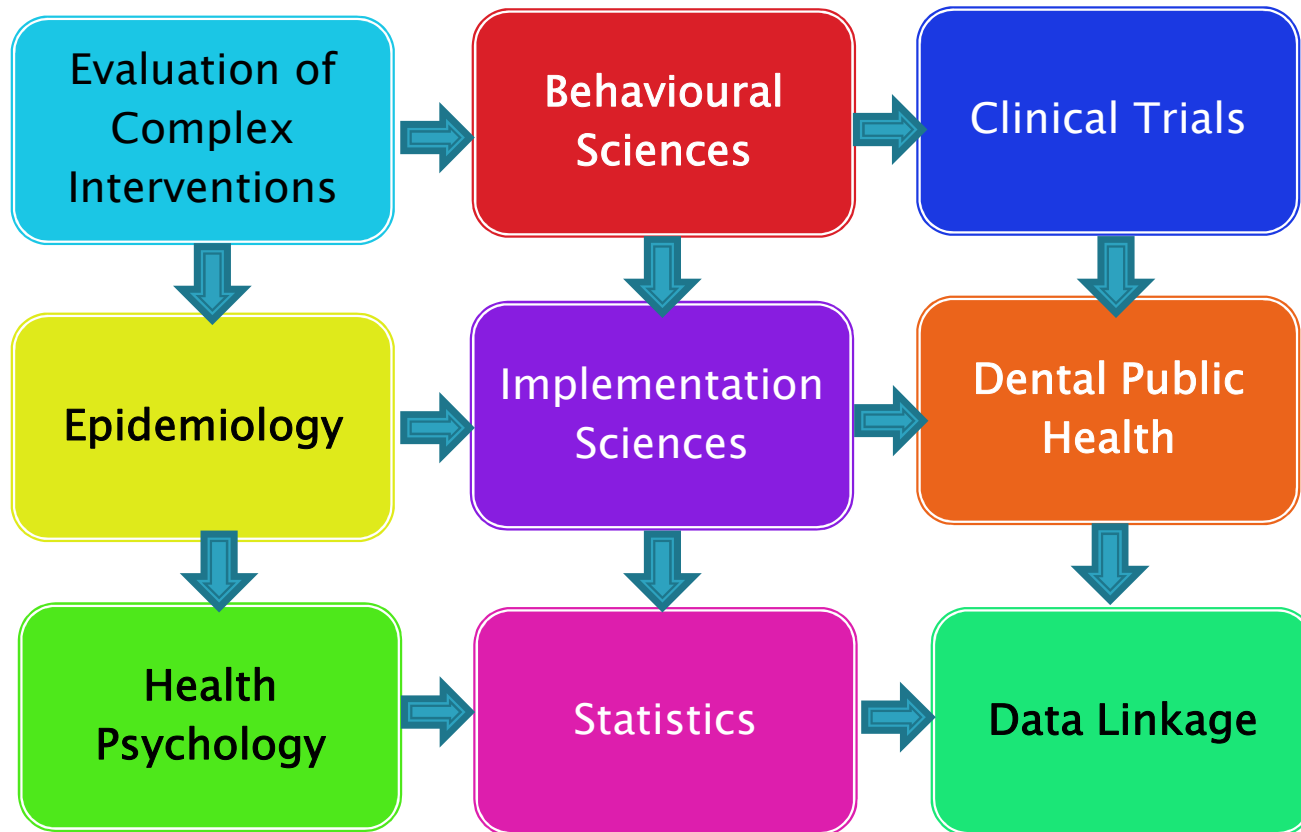 Evaluation of
Complex
Interventions
Behavioural
Sciences
Clinical Trials
Epidemiology
Implementation
Sciences
Dental Public
Health
Health
Psychology
Statistics
Data Linkage